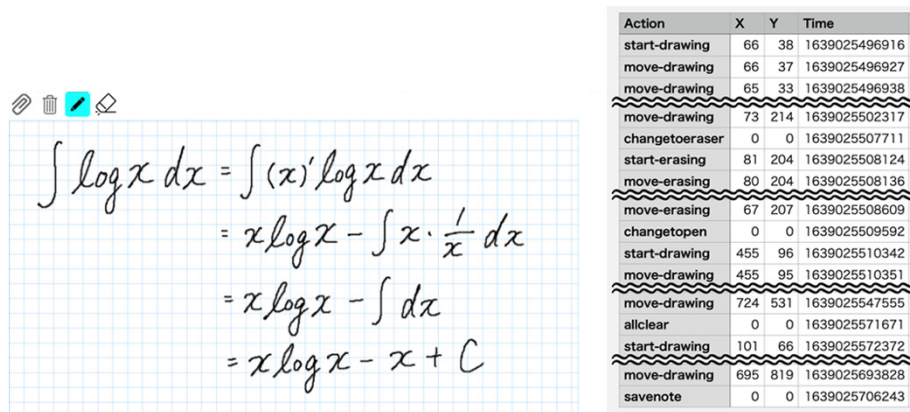 ∫ log x dx = ∫ (x)' log x dx
= x log x − ∫ x · 1/x dx
= x log x − ∫ dx
= x log x − x + C
Action X Y Time
start-drawing 66 38 1639025496916
move-drawing 66 37 1639025496927
move-drawing 65 33 1639025496938
move-drawing 73 214 1639025502317
changetoeraser 0 0 1639025507711
start-erasing 81 204 1639025508124
move-erasing 80 204 1639025508136
move-erasing 67 207 1639025508609
changetopen 0 0 1639025509592
start-drawing 455 96 1639025510342
move-drawing 455 95 1639025510351
move-drawing 724 531 1639025547555
allclear 0 0 1639025571671
start-drawing 101 66 1639025572372
move-drawing 695 819 1639025693828
savenote 0 0 1639025706243